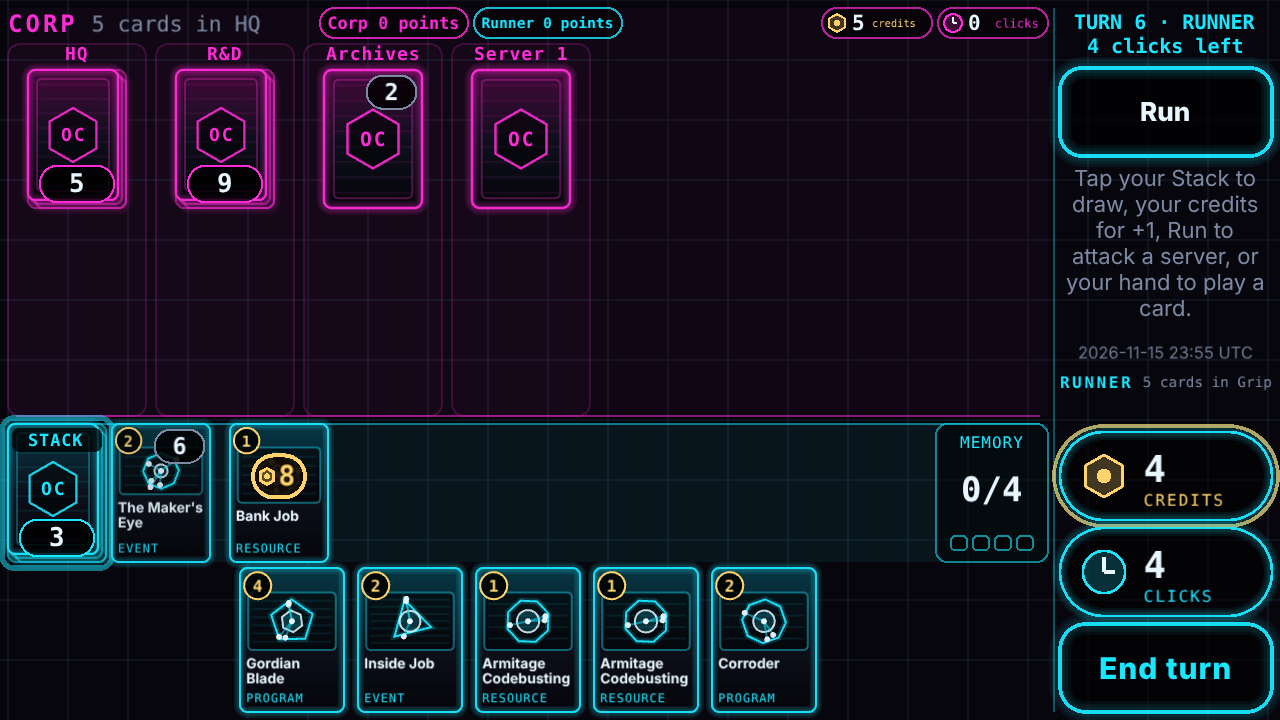 CORP 5 cards in HQ
Corp 0 points
Runner 0 points
5 credits
0 clicks
HQ
R&D
Archives
Server 1
OC
5
OC
9
2
OC
OC
TURN 6 · RUNNER
4 clicks left
Run
Tap your Stack to
draw, your credits
for +1, Run to
attack a server, or
your hand to play a
card.
2026-11-15 23:55 UTC
RUNNER 5 cards in Grip
STACK
OC
3
2
6
The Maker's
Eye
EVENT
1
8
Bank Job
RESOURCE
MEMORY
0/4
4
CREDITS
4
CLICKS
End turn
4
Gordian
Blade
PROGRAM
2
Inside Job
EVENT
1
Armitage
Codebusting
RESOURCE
1
Armitage
Codebusting
RESOURCE
2
Corroder
PROGRAM